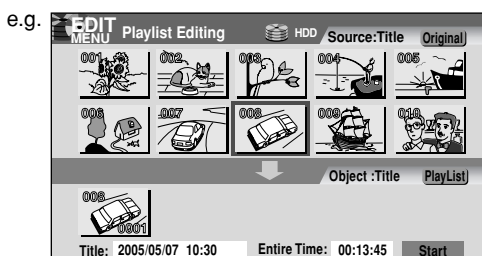 e.g.
EDIT
MENU Playlist Editing HDD Source:Title Original
001 002 003 004 005
006 007 008 009 010
Object :Title PlayList
008
0901
Title: 2005/05/07 10:30 Entire Time: 00:13:45 Start